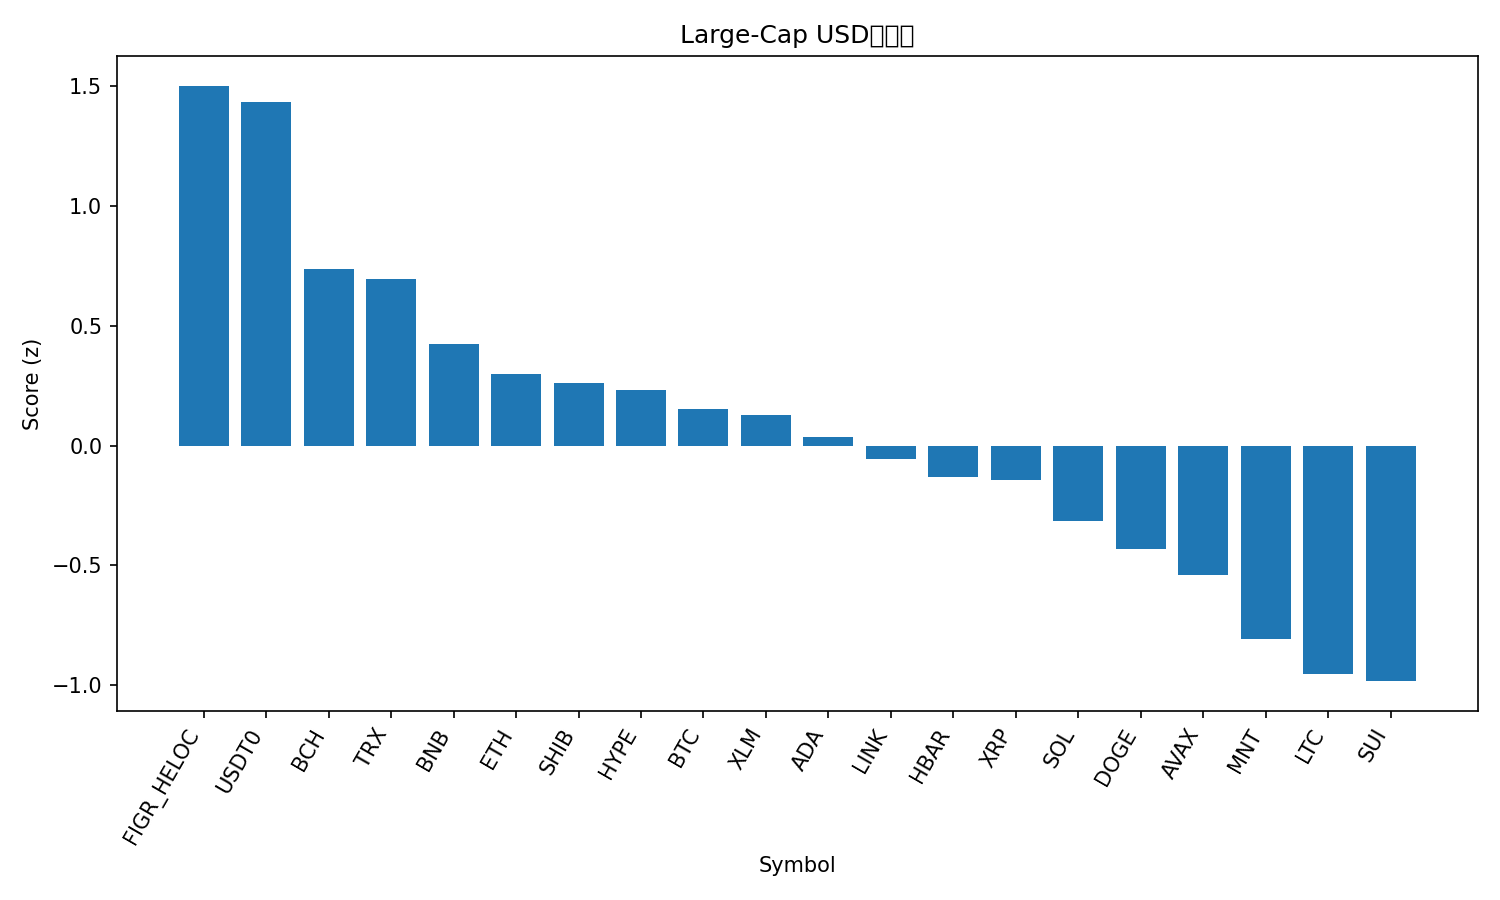 Large-Cap USD
1.5
1.0
0.5
0.0
−0.5
−1.0
Score (z)
FIGR_HELOC
USDT0
BCH
TRX
BNB
ETH
SHIB
HYPE
BTC
XLM
ADA
LINK
HBAR
XRP
SOL
DOGE
AVAX
MNT
LTC
SUI
Symbol